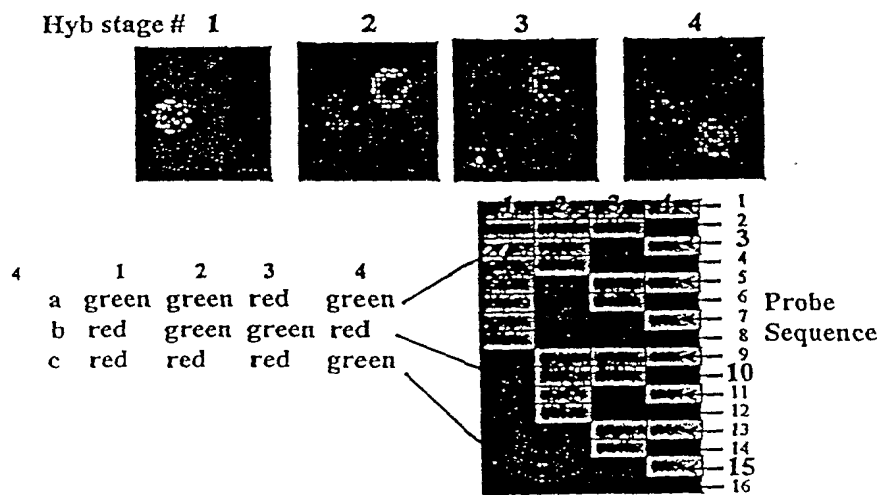 Hyb stage # 1 2 3 4
1 2 3 4
4 1 2 3 4
a green green red green
b red green green red
c red red red green
1
2
3
4
5
6
7
8
9
10
11
12
13
14
15
16
Probe
Sequence